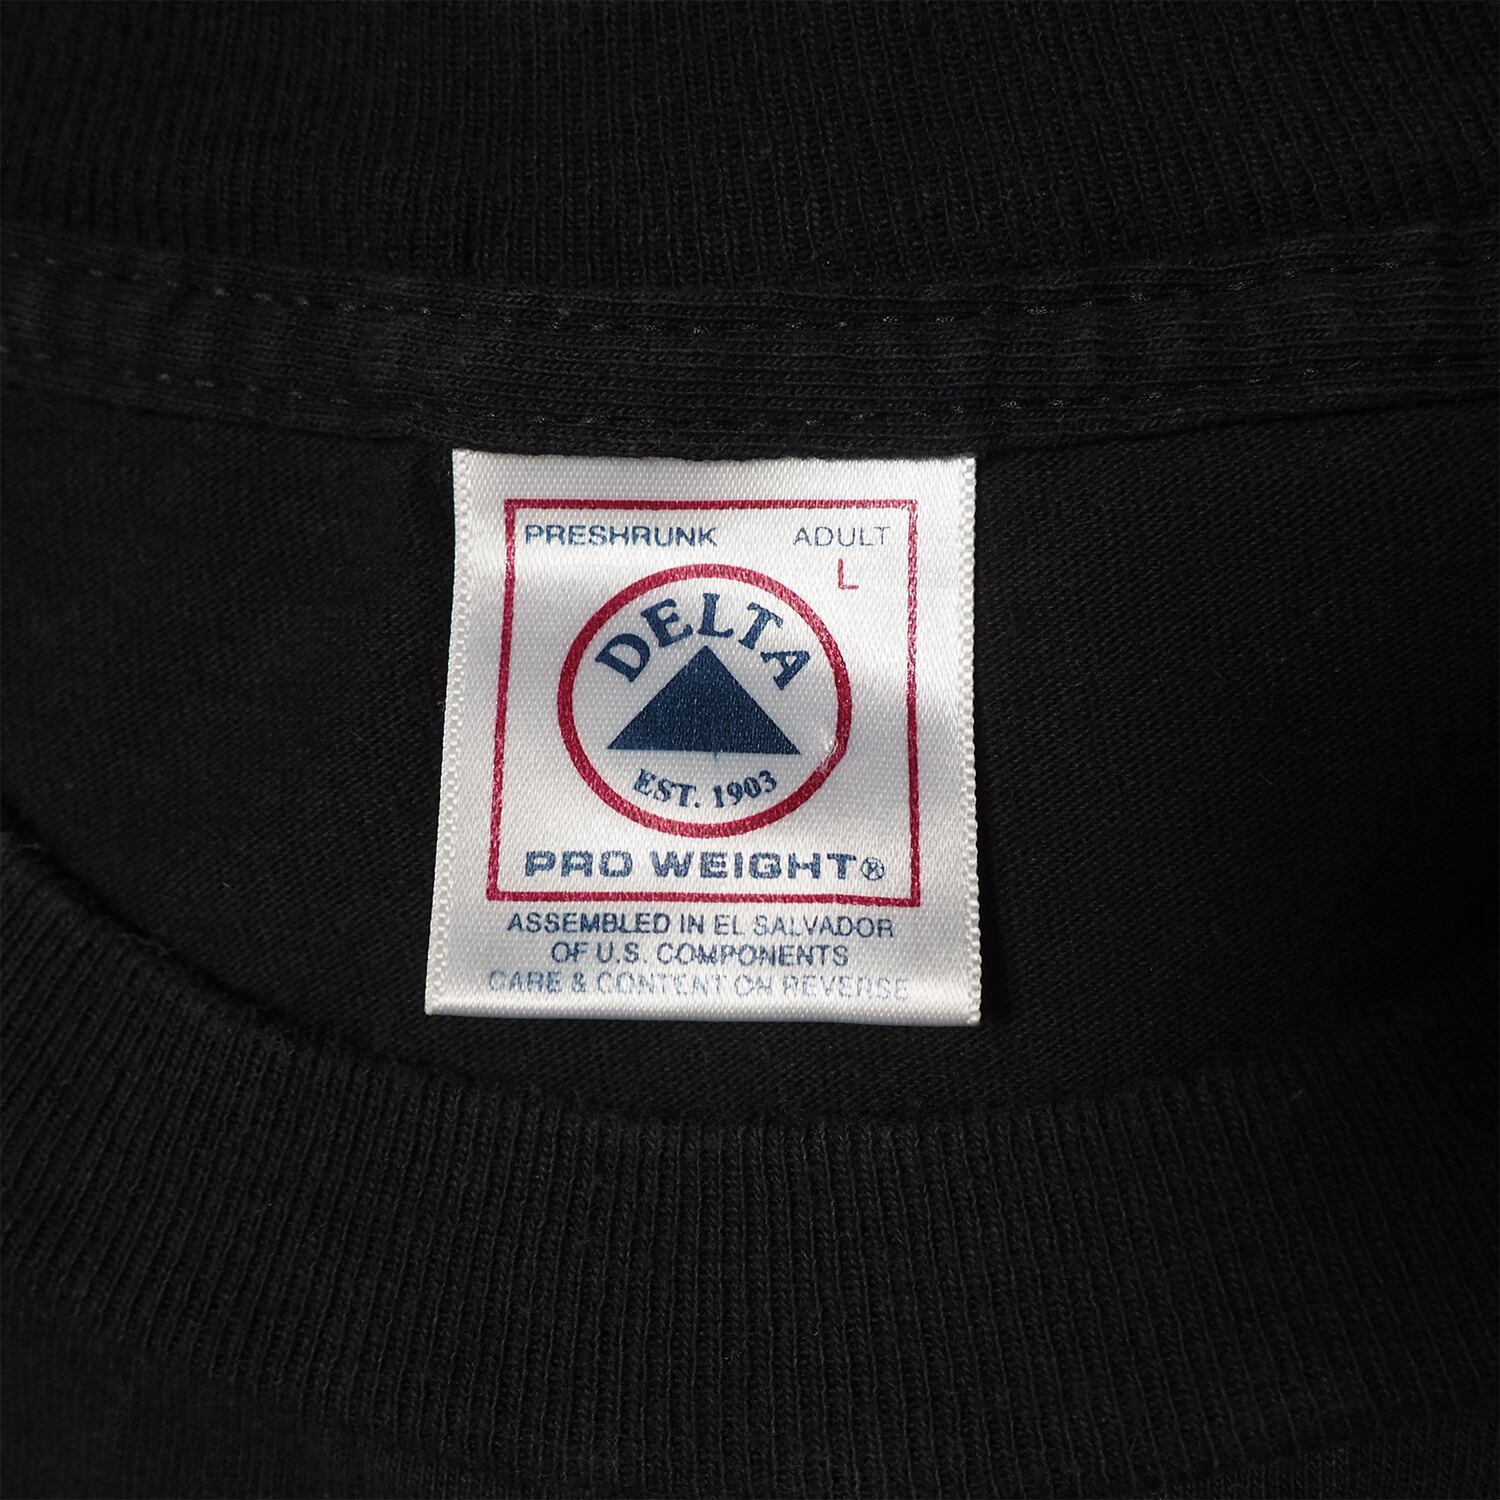 PRESHRUNK ADULT
L
DELTA
EST. 1903
PRO WEIGHT®
ASSEMBLED IN EL SALVADOR
OF U.S. COMPONENTS
CARE & CONTENT ON REVERSE